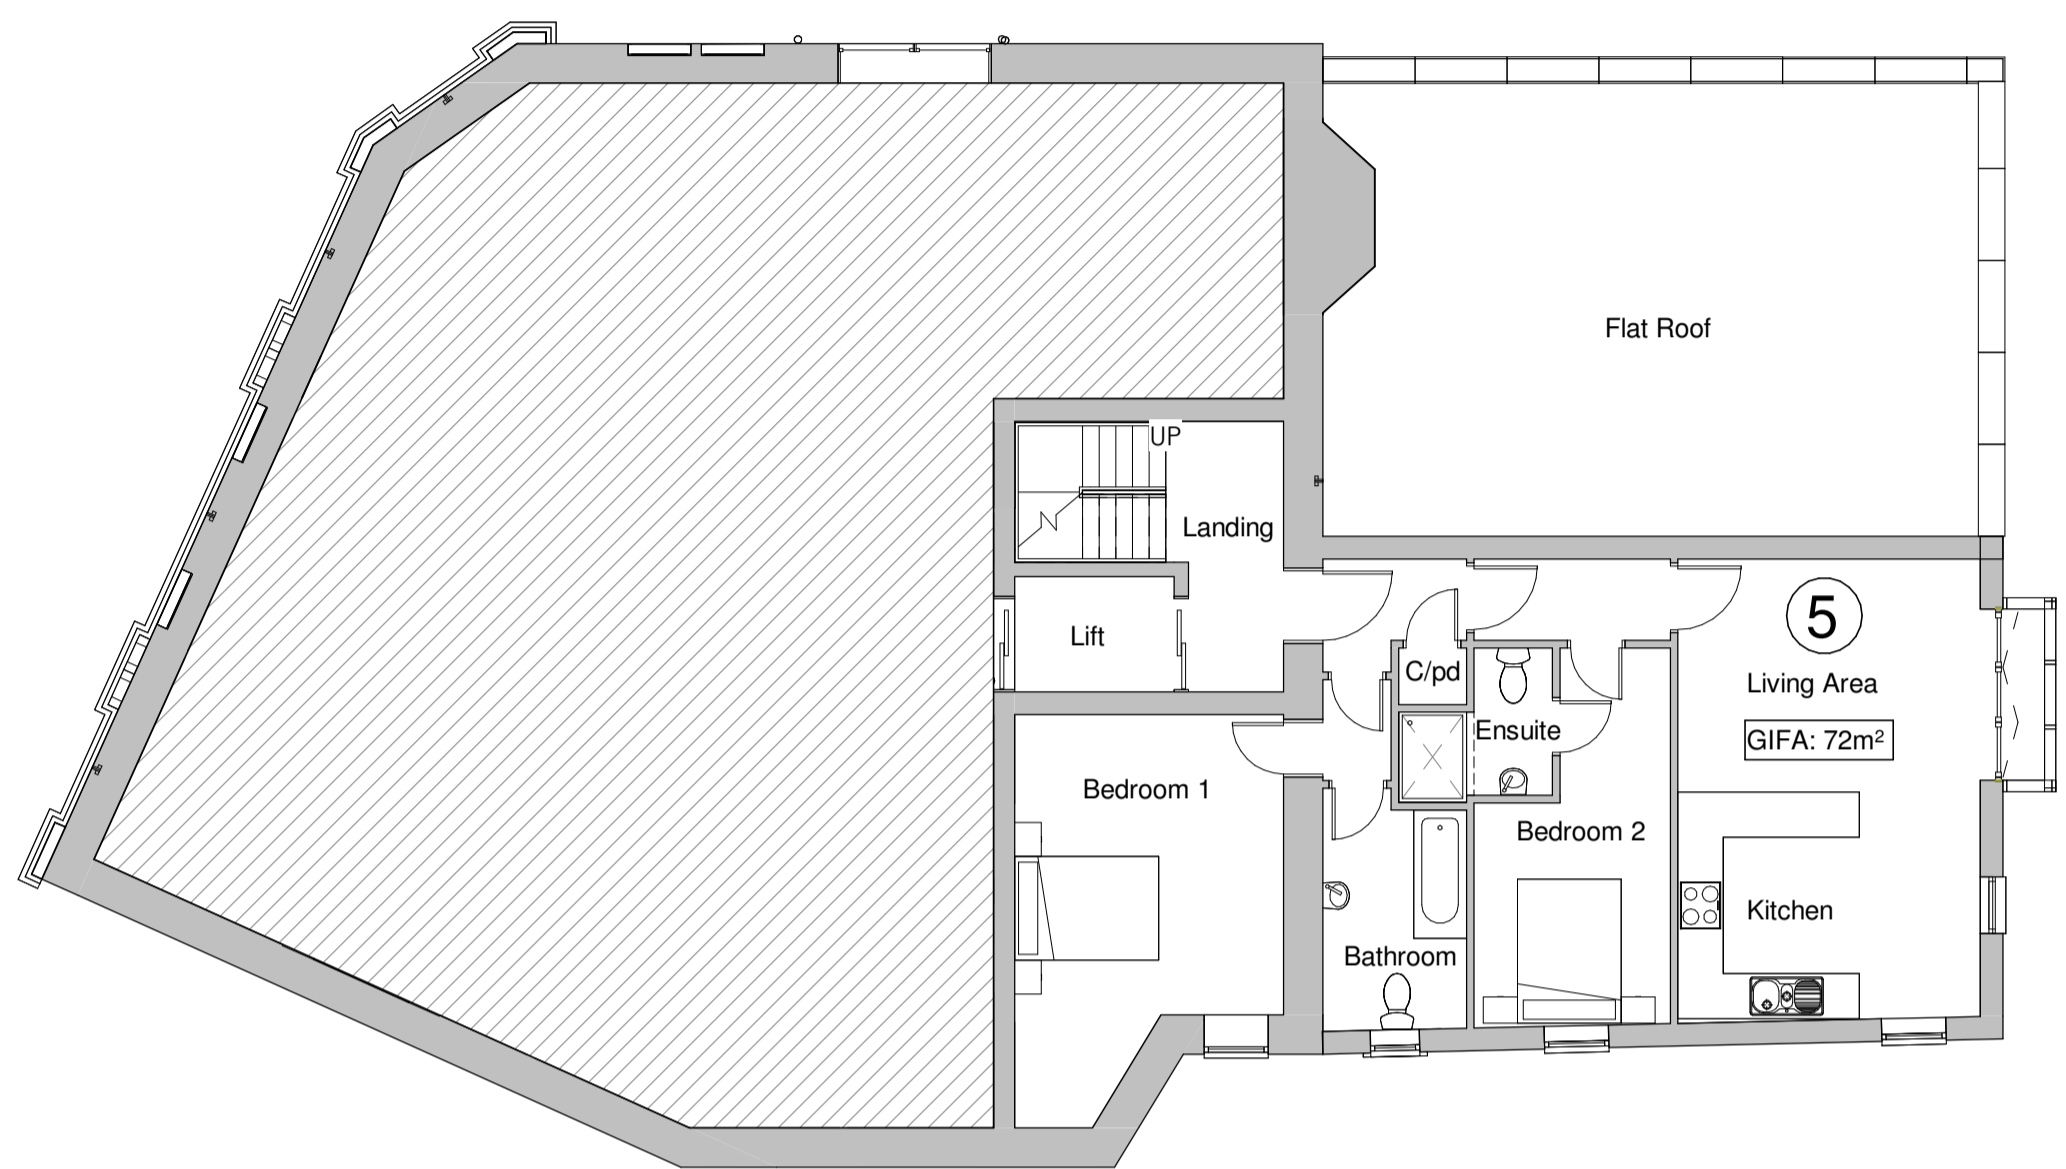 Flat Roof
UP
Landing
Lift
C/pd
5
Living Area
GIFA: 72m²
Ensuite
Bedroom 1
Bedroom 2
Kitchen
Bathroom